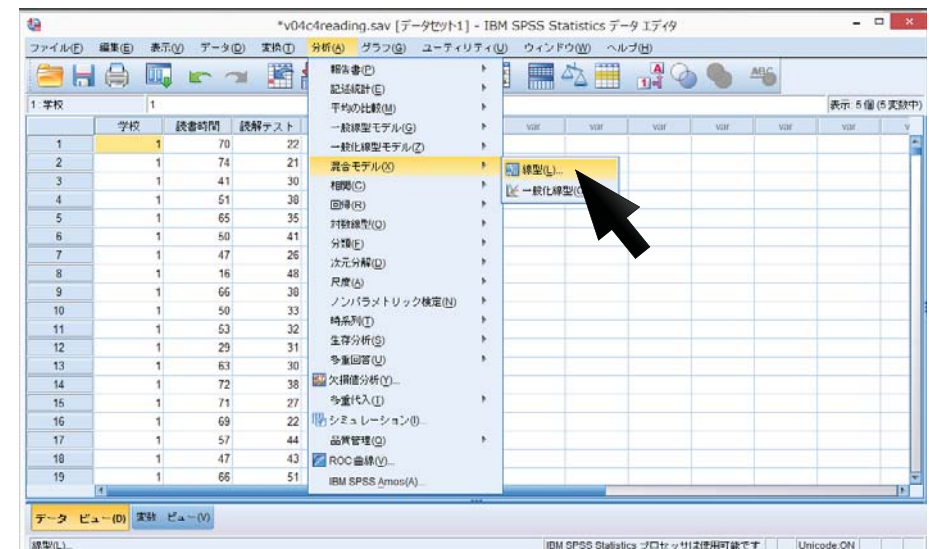 *v04c4reading.sav [データセット1] - IBM SPSS Statistics データ エディタ
ファイル(F) 編集(E) 表示(V) データ(D) 変換(T) 分析(A) グラフ(G) ユーティリティ(U) ウィンドウ(W) ヘルプ(H)
1 : 学校 1 表示: 5 個 (5 変数中)
学校 読書時間 読解テスト var var var var var var
1 1 70 22
2 1 74 21
3 1 41 30
4 1 51 38
5 1 65 35
6 1 50 41
7 1 47 26
8 1 16 48
9 1 66 38
10 1 50 33
11 1 53 32
12 1 29 31
13 1 63 30
14 1 72 38
15 1 71 27
16 1 69 22
17 1 57 44
18 1 47 43
19 1 66 51
報告書(P)
記述統計(E)
平均の比較(M)
一般線型モデル(G)
一般化線型モデル(Z)
混合モデル(X)
相関(C)
回帰(R)
対数線型(O)
分類(F)
次元分解(D)
尺度(A)
ノンパラメトリック検定(N)
時系列(T)
生存分析(S)
多重回答(U)
欠損値分析(Y)...
多重代入(I)
シミュレーション(I)...
品質管理(Q)
ROC 曲線(V)...
IBM SPSS Amos(A)...
線型(L)...
一般化線型(
データ ビュー(D) 変数 ビュー(V)
線型(L)... IBM SPSS Statistics プロセッサは使用可能です Unicode:ON